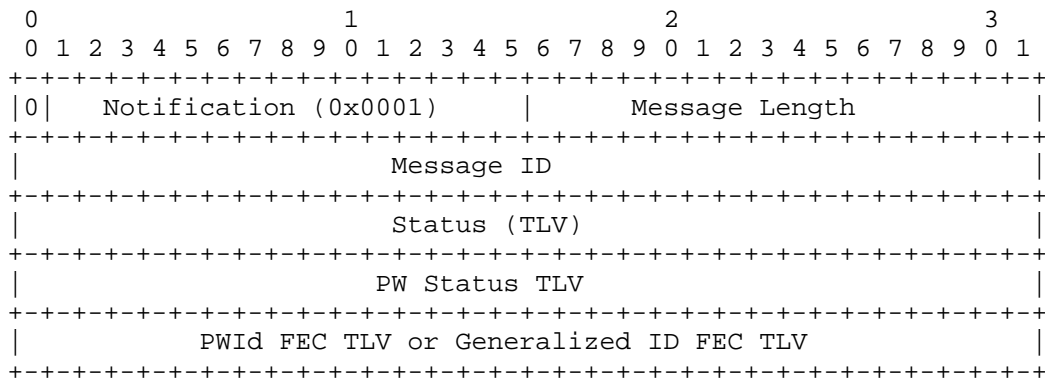 0                   1                   2                   3
 0 1 2 3 4 5 6 7 8 9 0 1 2 3 4 5 6 7 8 9 0 1 2 3 4 5 6 7 8 9 0 1
+-+-+-+-+-+-+-+-+-+-+-+-+-+-+-+-+-+-+-+-+-+-+-+-+-+-+-+-+-+-+-+-+
|0|   Notification (0x0001)     |      Message Length           |
+-+-+-+-+-+-+-+-+-+-+-+-+-+-+-+-+-+-+-+-+-+-+-+-+-+-+-+-+-+-+-+-+
|                       Message ID                              |
+-+-+-+-+-+-+-+-+-+-+-+-+-+-+-+-+-+-+-+-+-+-+-+-+-+-+-+-+-+-+-+-+
|                       Status (TLV)                            |
+-+-+-+-+-+-+-+-+-+-+-+-+-+-+-+-+-+-+-+-+-+-+-+-+-+-+-+-+-+-+-+-+
|                      PW Status TLV                            |
+-+-+-+-+-+-+-+-+-+-+-+-+-+-+-+-+-+-+-+-+-+-+-+-+-+-+-+-+-+-+-+-+
|           PWId FEC TLV or Generalized ID FEC TLV              |
+-+-+-+-+-+-+-+-+-+-+-+-+-+-+-+-+-+-+-+-+-+-+-+-+-+-+-+-+-+-+-+-+